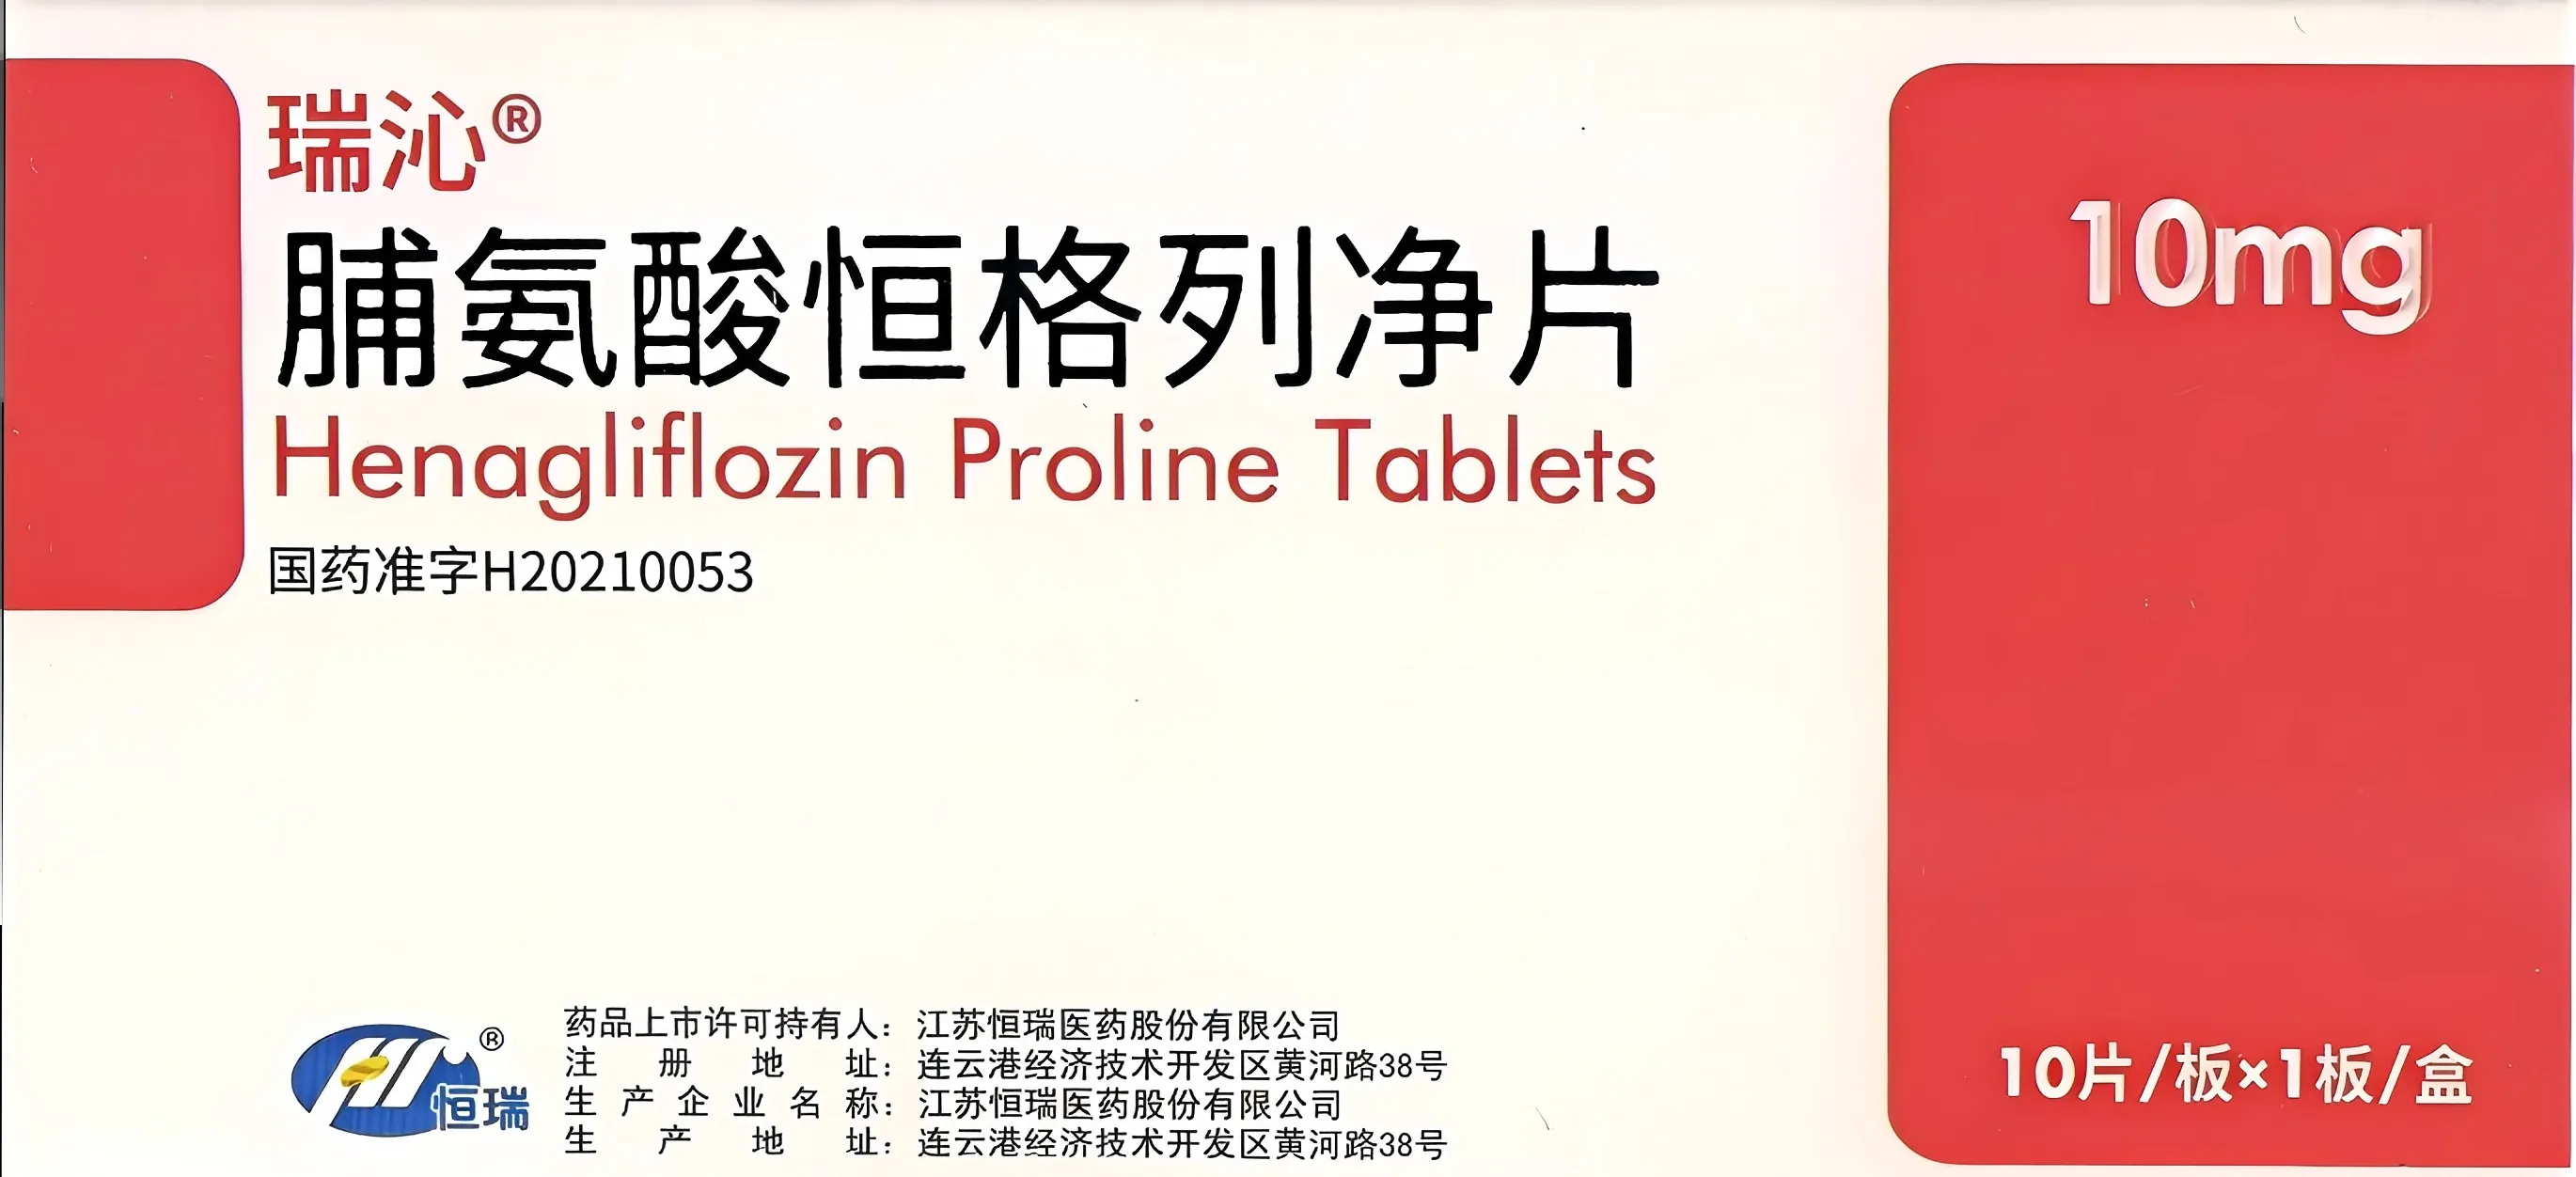 瑞沁®
脯氨酸恒格列净片
Henagliflozin Proline Tablets
国药准字H20210053
10mg
10片/板×1板/盒
恒瑞®
药品上市许可持有人：江苏恒瑞医药股份有限公司
注册地址：连云港经济技术开发区黄河路38号
生产企业名称：江苏恒瑞医药股份有限公司
生产地址：连云港经济技术开发区黄河路38号